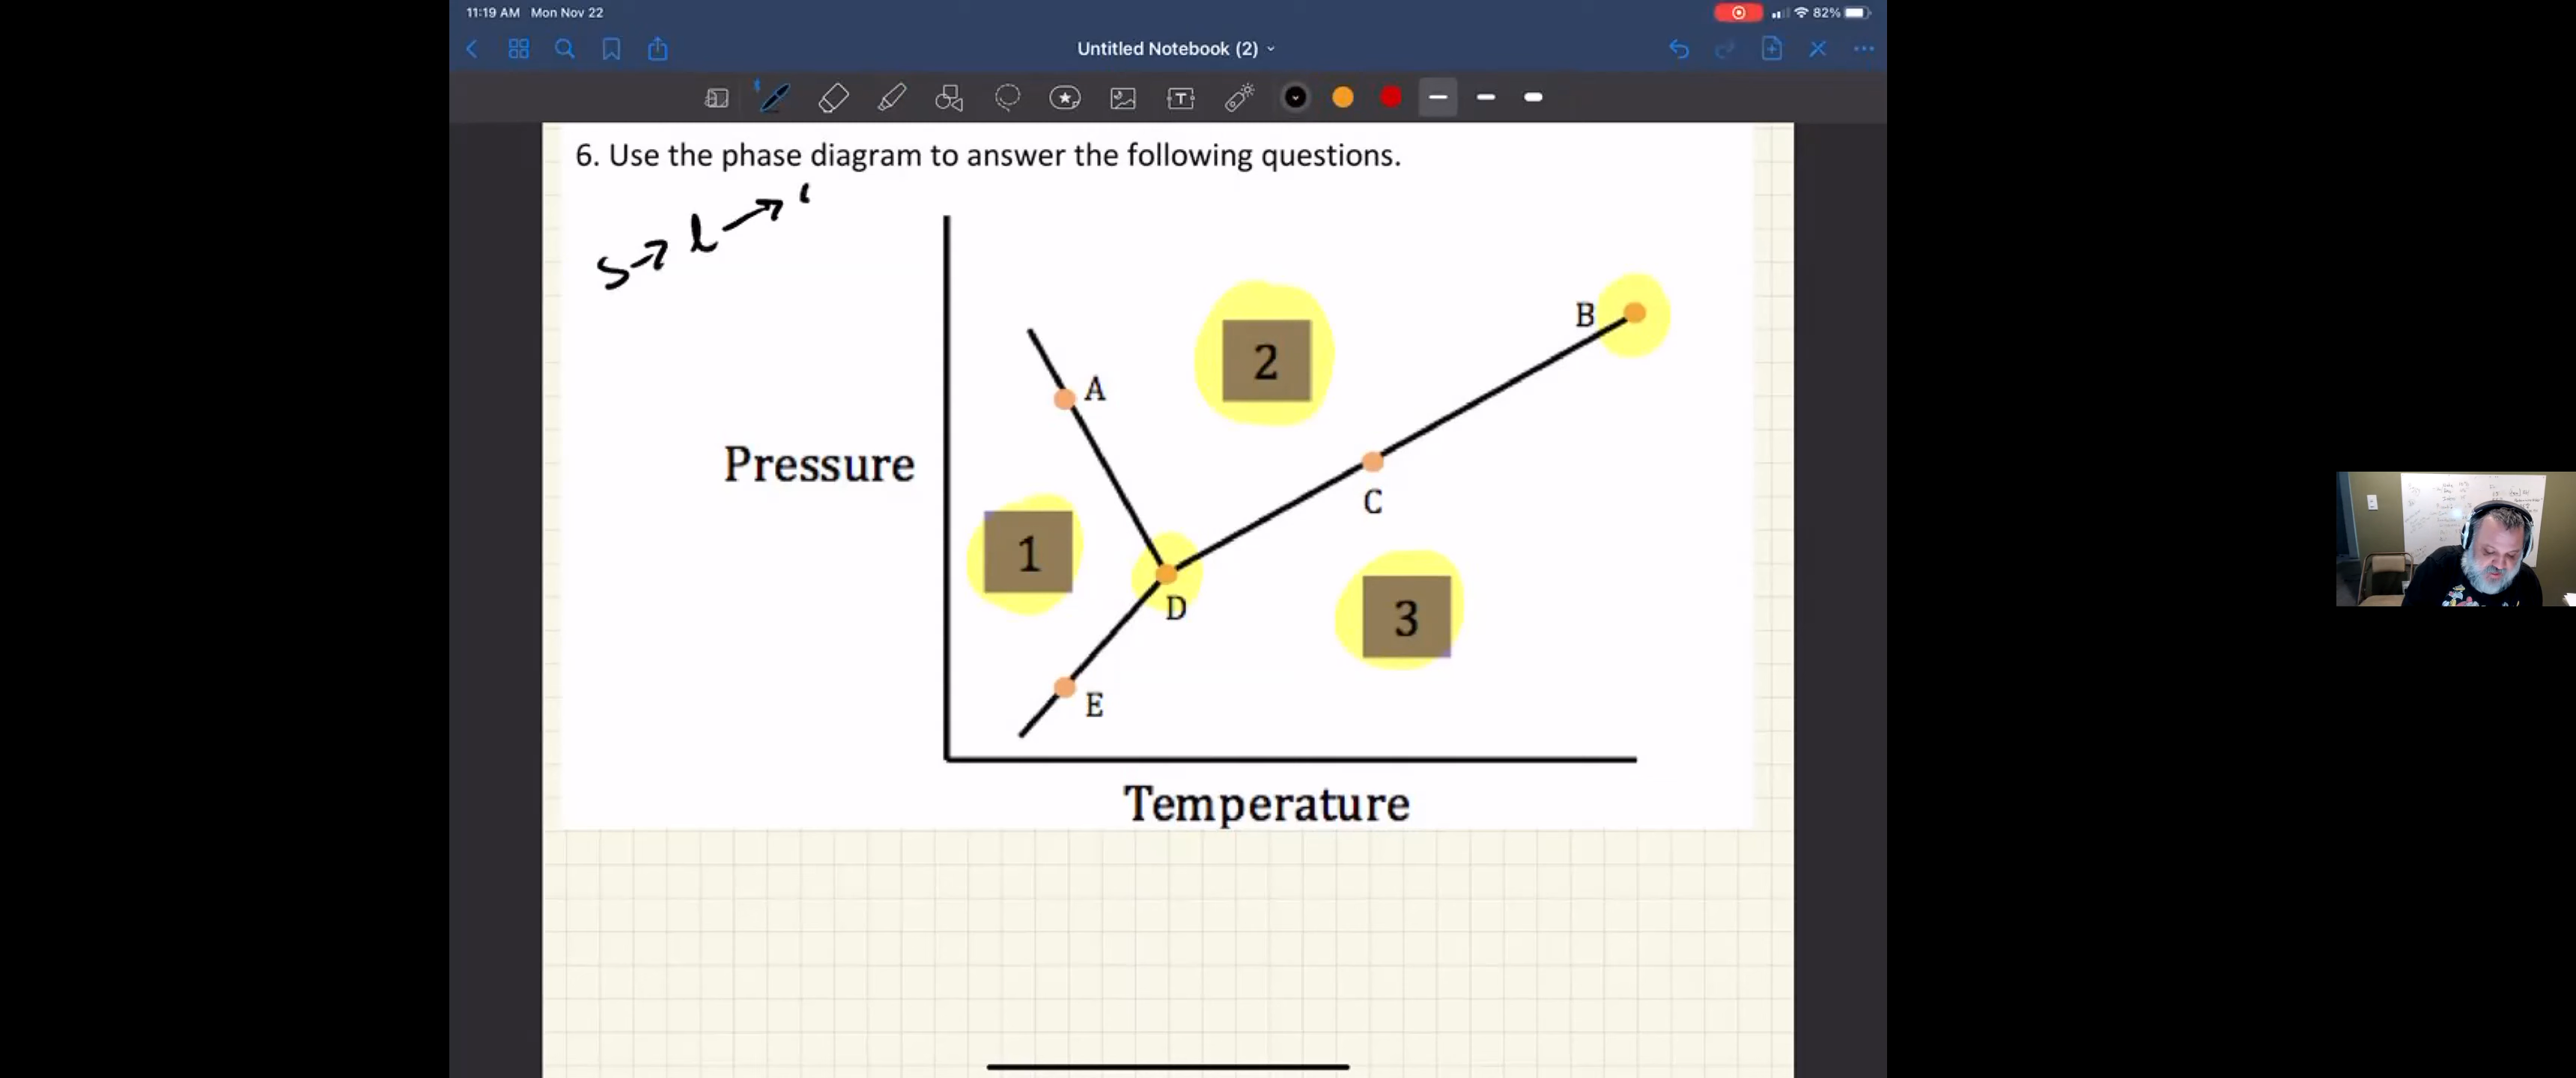 11:19 AM Mon Nov 22
82%
Untitled Notebook (2)
6. Use the phase diagram to answer the following questions.
s → l →
B
2
A
Pressure
C
1
D
3
E
Temperature